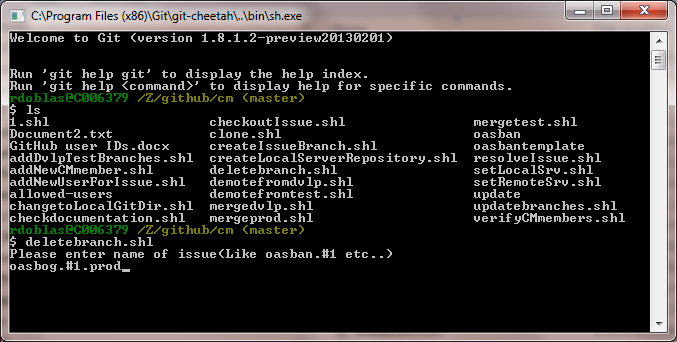 C:\Program Files (x86)\Git\git-cheetah\..\bin\sh.exe
Welcome to Git (version 1.8.1.2-preview20130201)
Run 'git help git' to display the help index.
Run 'git help <command>' to display help for specific commands.
rdoblas@C006379 /Z/github/cm (master)
$ ls
1.shl checkoutIssue.shl mergetest.shl
Document2.txt clone.shl oasban
GitHub user IDs.docx createIssueBranch.shl oasbantemplate
addDvlpTestBranches.shl createLocalServerRepository.shl resolveIssue.shl
addNewCMmember.shl deletebranch.shl setLocalSrv.shl
addNewUserForIssue.shl demotefromdvlp.shl setRemoteSrv.shl
allowed-users demotefromtest.shl update
changetoLocalGitDir.shl mergedvlp.shl updatebranches.shl
checkdocumentation.shl mergeprod.shl verifyCMmembers.shl
rdoblas@C006379 /Z/github/cm (master)
$ deletebranch.shl
Please enter name of issue(Like oasban.#1 etc..)
oasbog.#1.prod_